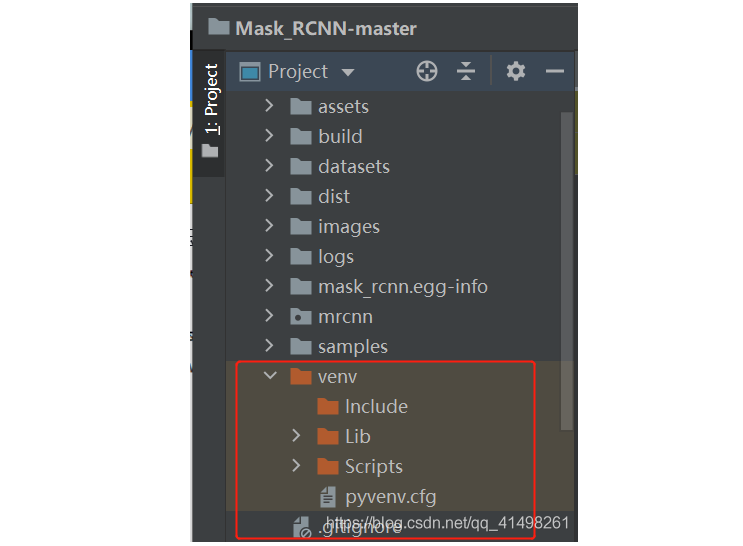 Mask_RCNN-master
1: Project
Project
assets
build
datasets
dist
images
logs
mask_rcnn.egg-info
mrcnn
samples
venv
Include
Lib
Scripts
pyvenv.cfg
.gitignore
https://blog.csdn.net/qq_41498261